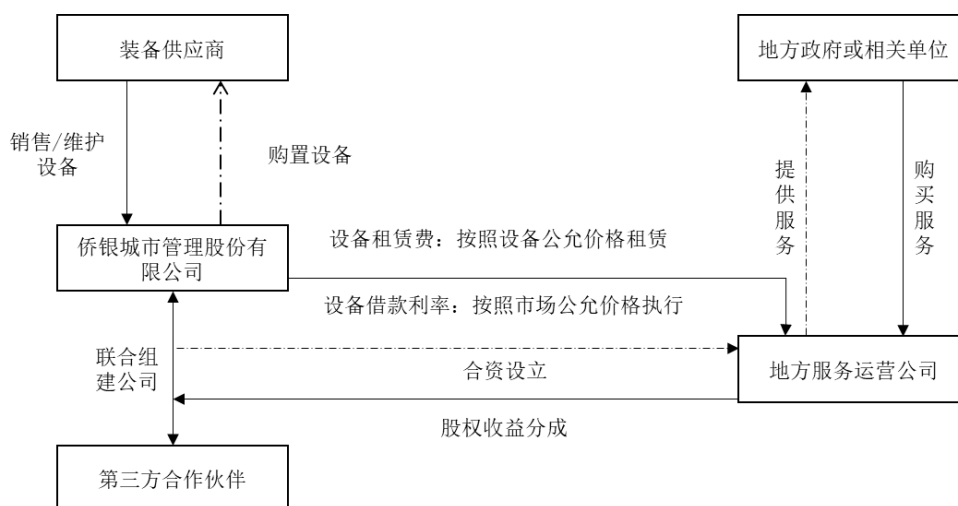 装备供应商
地方政府或相关单位
销售/维护
设备
购置设备
提供服务
购买服务
侨银城市管理股份有
限公司
设备租赁费：按照设备公允价格租赁
设备借款利率：按照市场公允价格执行
联合组
建公司
合资设立
地方服务运营公司
股权收益分成
第三方合作伙伴